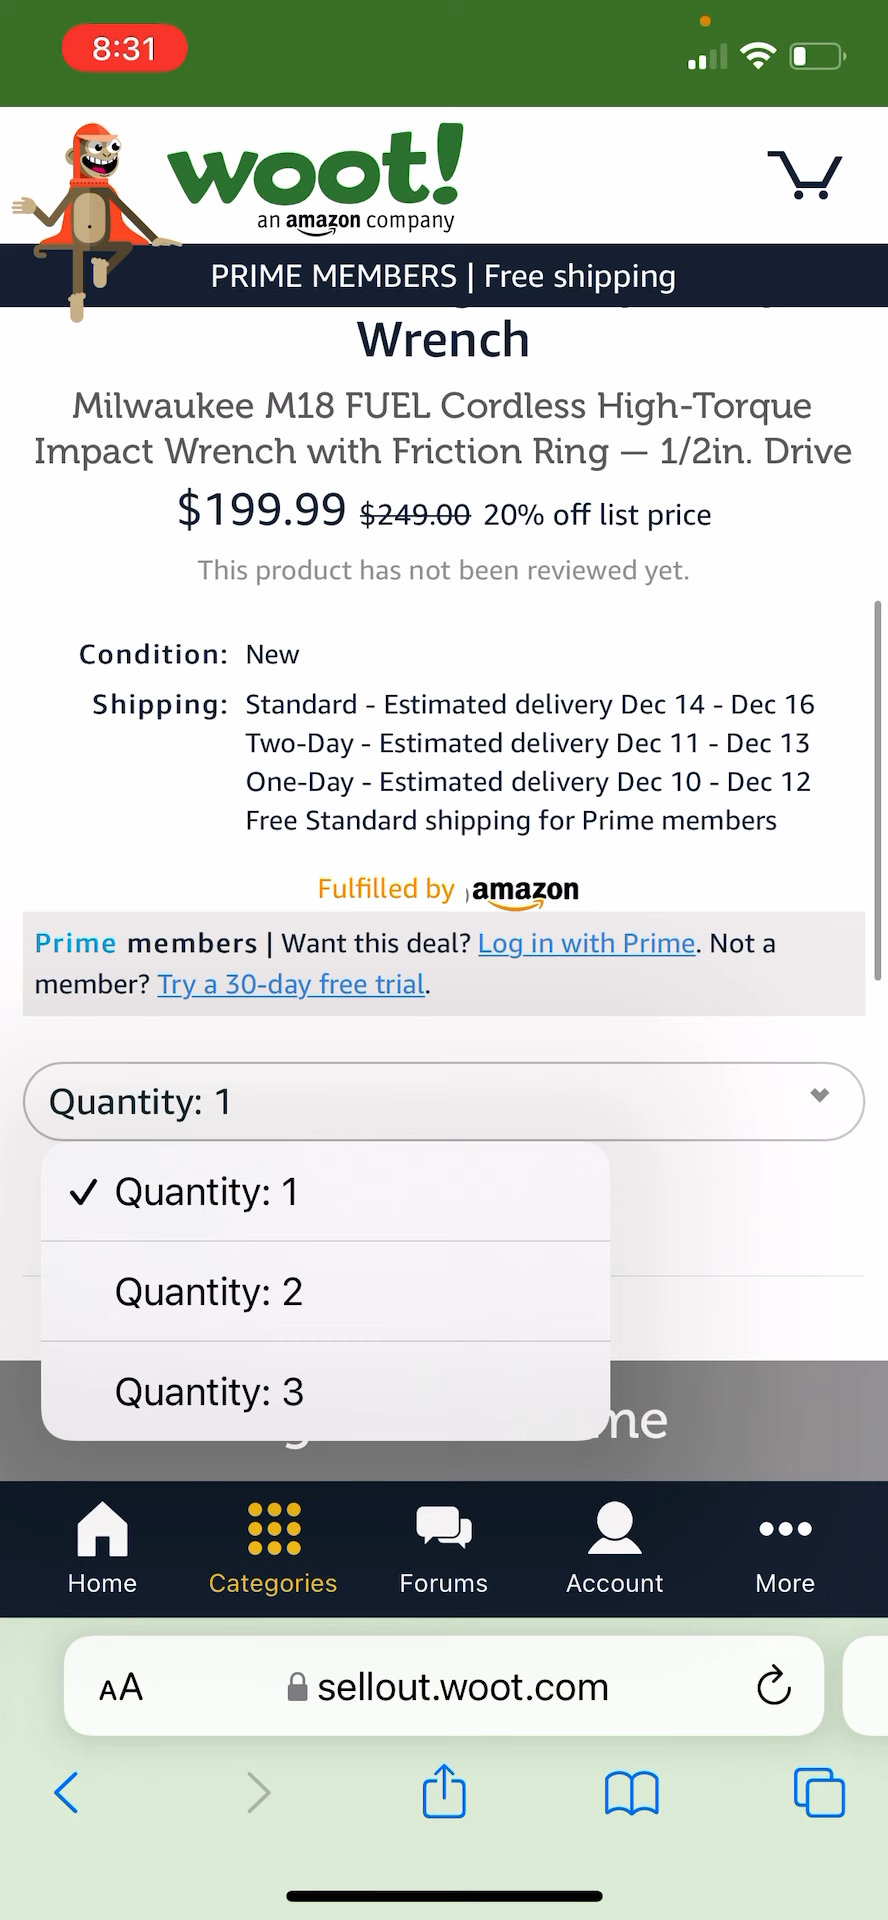 8:31
woot!
an amazon company
PRIME MEMBERS | Free shipping
Wrench
Milwaukee M18 FUEL Cordless High-Torque
Impact Wrench with Friction Ring — 1/2in. Drive
$199.99 $249.00 20% off list price
This product has not been reviewed yet.
Condition: New
Shipping: Standard - Estimated delivery Dec 14 - Dec 16
Two-Day - Estimated delivery Dec 11 - Dec 13
One-Day - Estimated delivery Dec 10 - Dec 12
Free Standard shipping for Prime members
Fulfilled by amazon
Prime members | Want this deal? Log in with Prime. Not a
member? Try a 30-day free trial.
Quantity: 1
✓ Quantity: 1
Quantity: 2
Quantity: 3
Home Categories Forums Account More
AA sellout.woot.com